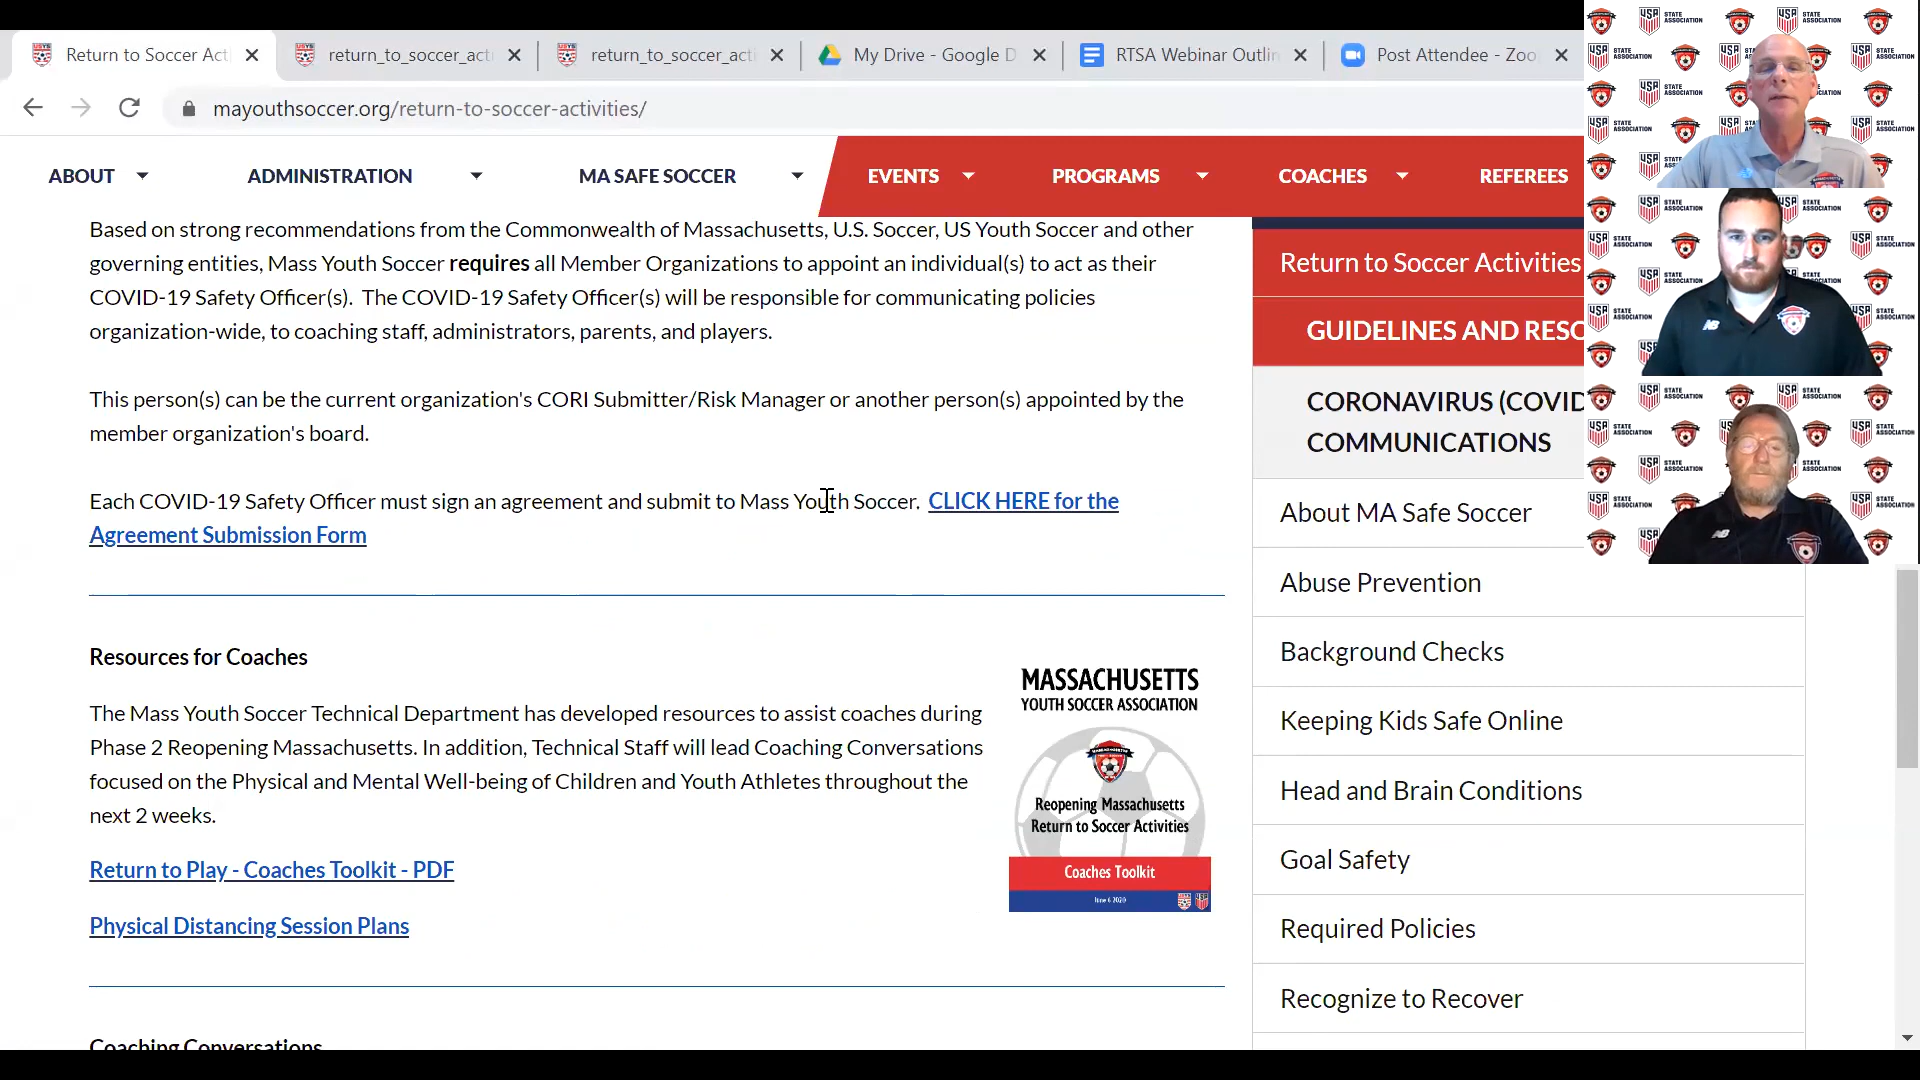 Return to Soccer Act
return_to_soccer_act
return_to_soccer_act
My Drive - Google D
RTSA Webinar Outlin
Post Attendee - Zoo
mayouthsoccer.org/return-to-soccer-activities/
ABOUT
ADMINISTRATION
MA SAFE SOCCER
EVENTS
PROGRAMS
COACHES
REFEREES
Based on strong recommendations from the Commonwealth of Massachusetts, U.S. Soccer, US Youth Soccer and other
governing entities, Mass Youth Soccer requires all Member Organizations to appoint an individual(s) to act as their
COVID-19 Safety Officer(s). The COVID-19 Safety Officer(s) will be responsible for communicating policies
organization-wide, to coaching staff, administrators, parents, and players.
This person(s) can be the current organization's CORI Submitter/Risk Manager or another person(s) appointed by the
member organization's board.
Each COVID-19 Safety Officer must sign an agreement and submit to Mass Youth Soccer. CLICK HERE for the
Agreement Submission Form
Resources for Coaches
The Mass Youth Soccer Technical Department has developed resources to assist coaches during
Phase 2 Reopening Massachusetts. In addition, Technical Staff will lead Coaching Conversations
focused on the Physical and Mental Well-being of Children and Youth Athletes throughout the
next 2 weeks.
Return to Play - Coaches Toolkit - PDF
Physical Distancing Session Plans
MASSACHUSETTS
YOUTH SOCCER ASSOCIATION
Reopening Massachusetts
Return to Soccer Activities
Coaches Toolkit
June 6 2020
Coaching Conversations
Return to Soccer Activities
GUIDELINES AND RESO
CORONAVIRUS (COVID
COMMUNICATIONS
About MA Safe Soccer
Abuse Prevention
Background Checks
Keeping Kids Safe Online
Head and Brain Conditions
Goal Safety
Required Policies
Recognize to Recover
USA STATE
ASSOCIATION